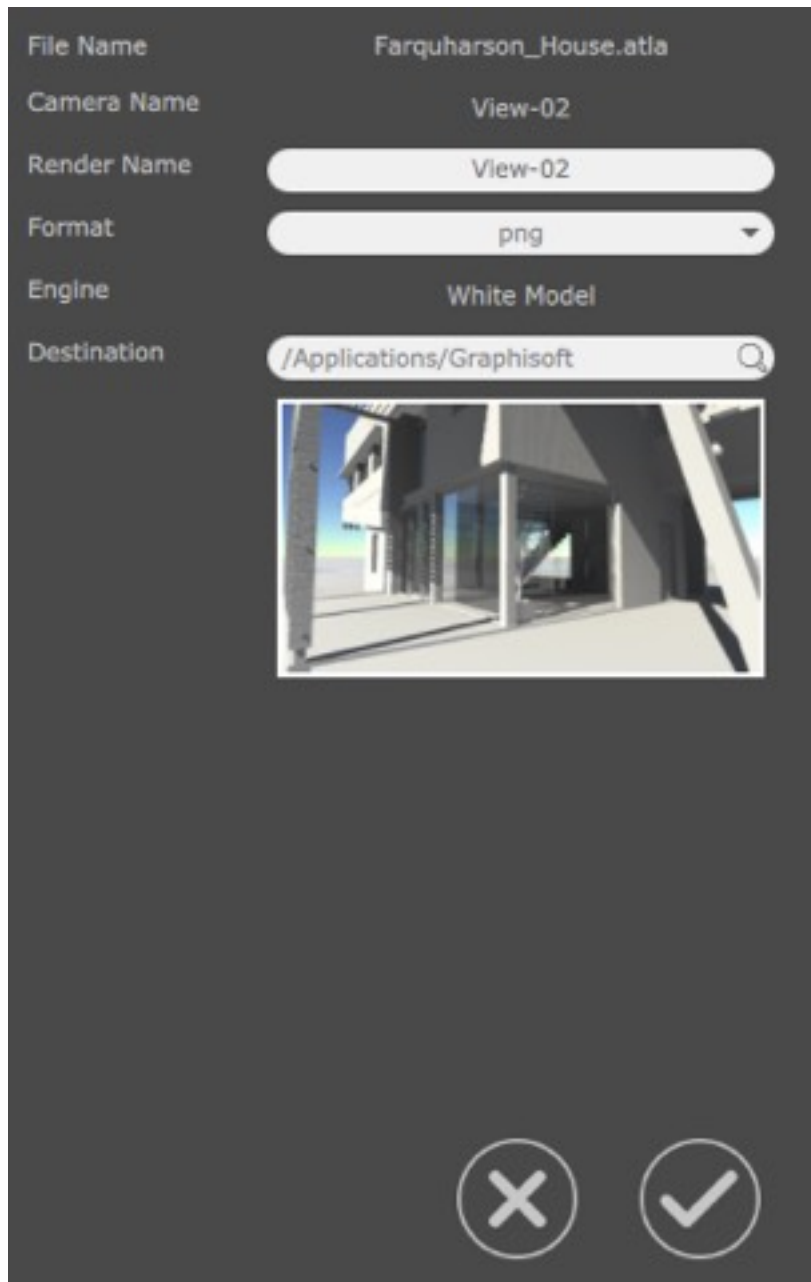 File Name Farquharson_House.atla
Camera Name View-02
Render Name View-02
Format png
Engine White Model
Destination /Applications/Graphisoft